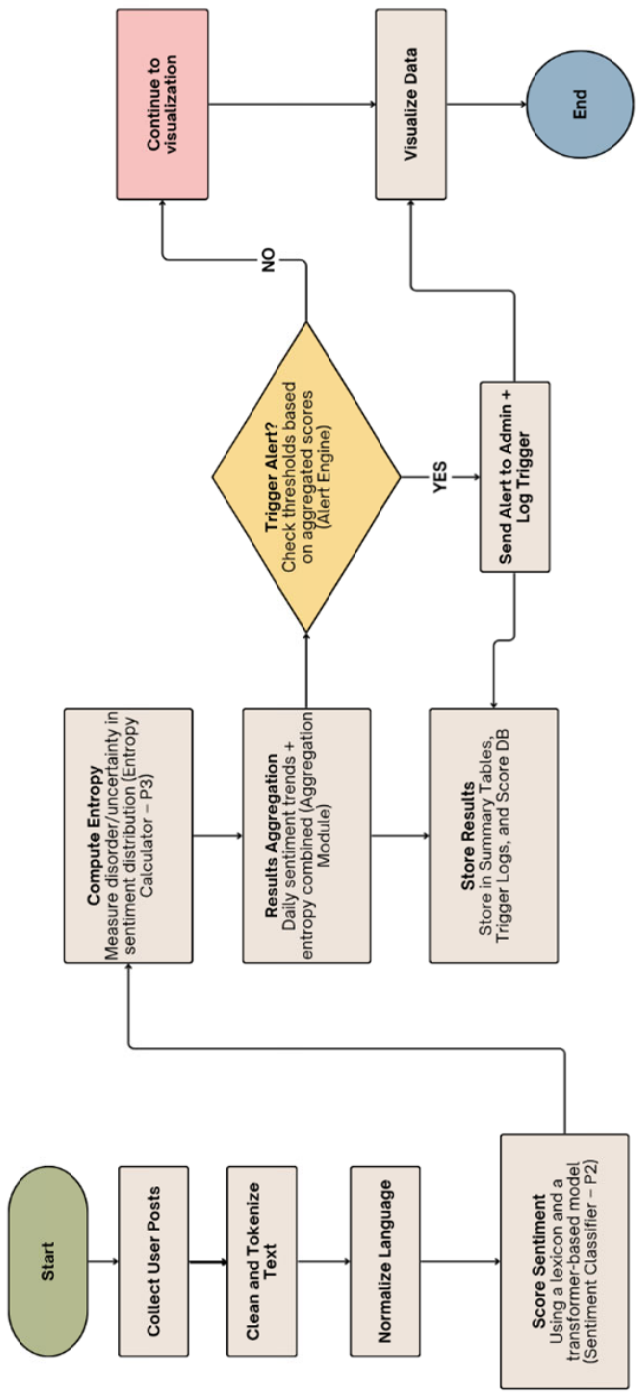 Start
Collect User Posts
Clean and Tokenize
Text
Normalize Language
Score Sentiment
Using a lexicon and a
transformer-based model
(Sentiment Classifier – P2)
Compute Entropy
Measure disorder/uncertainty in
sentiment distribution (Entropy
Calculator – P3)
Results Aggregation
Daily sentiment trends +
entropy combined (Aggregation
Module)
Store Results
Store in Summary Tables,
Trigger Logs, and Score DB
Trigger Alert?
Check thresholds based
on aggregated scores
(Alert Engine)
NO
YES
Send Alert to Admin +
Log Trigger
Continue to
visualization
Visualize Data
End